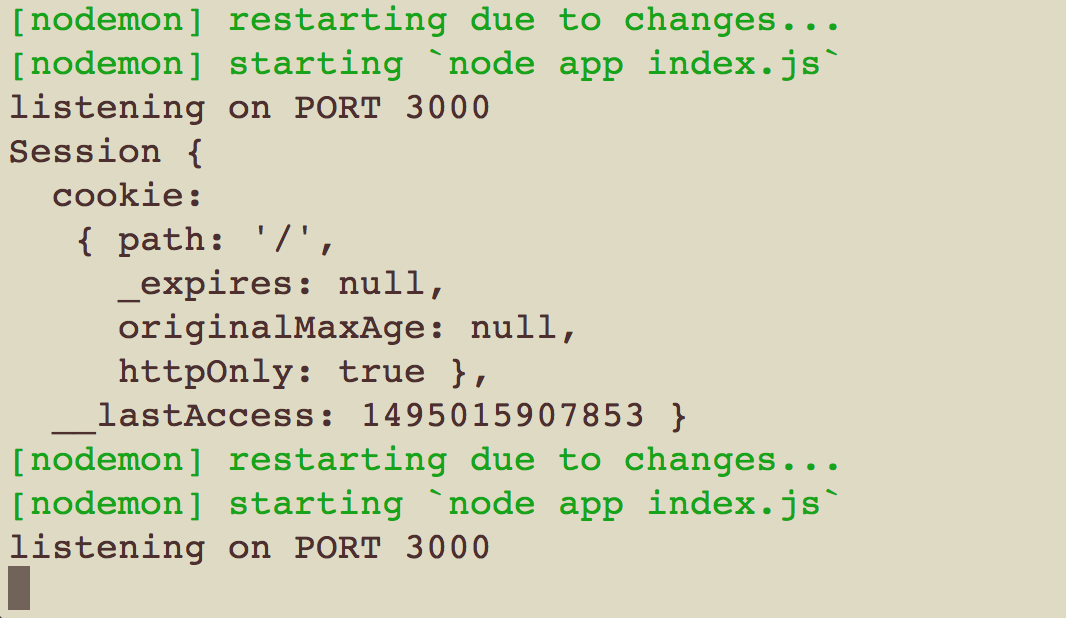 [nodemon] restarting due to changes...
[nodemon] starting `node app index.js`
listening on PORT 3000
Session {
  cookie:
   { path: '/',
     _expires: null,
     originalMaxAge: null,
     httpOnly: true },
  __lastAccess: 1495015907853 }
[nodemon] restarting due to changes...
[nodemon] starting `node app index.js`
listening on PORT 3000